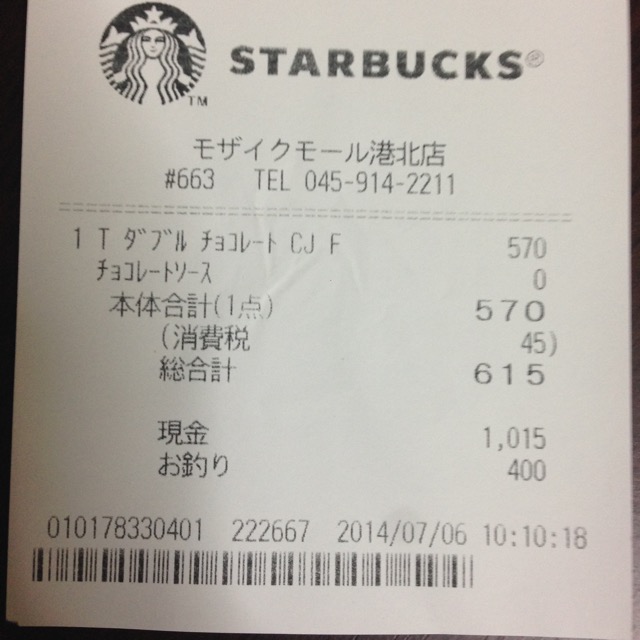 STARBUCKS®
TM
モザイクモール港北店
#663 TEL 045-914-2211
1 T ダブル チョコレート CJ F 570
チョコレートソース 0
本体合計(1点) 570
(消費税 45)
総合計 615
現金 1,015
お釣り 400
010178330401 222667 2014/07/06 10:10:18